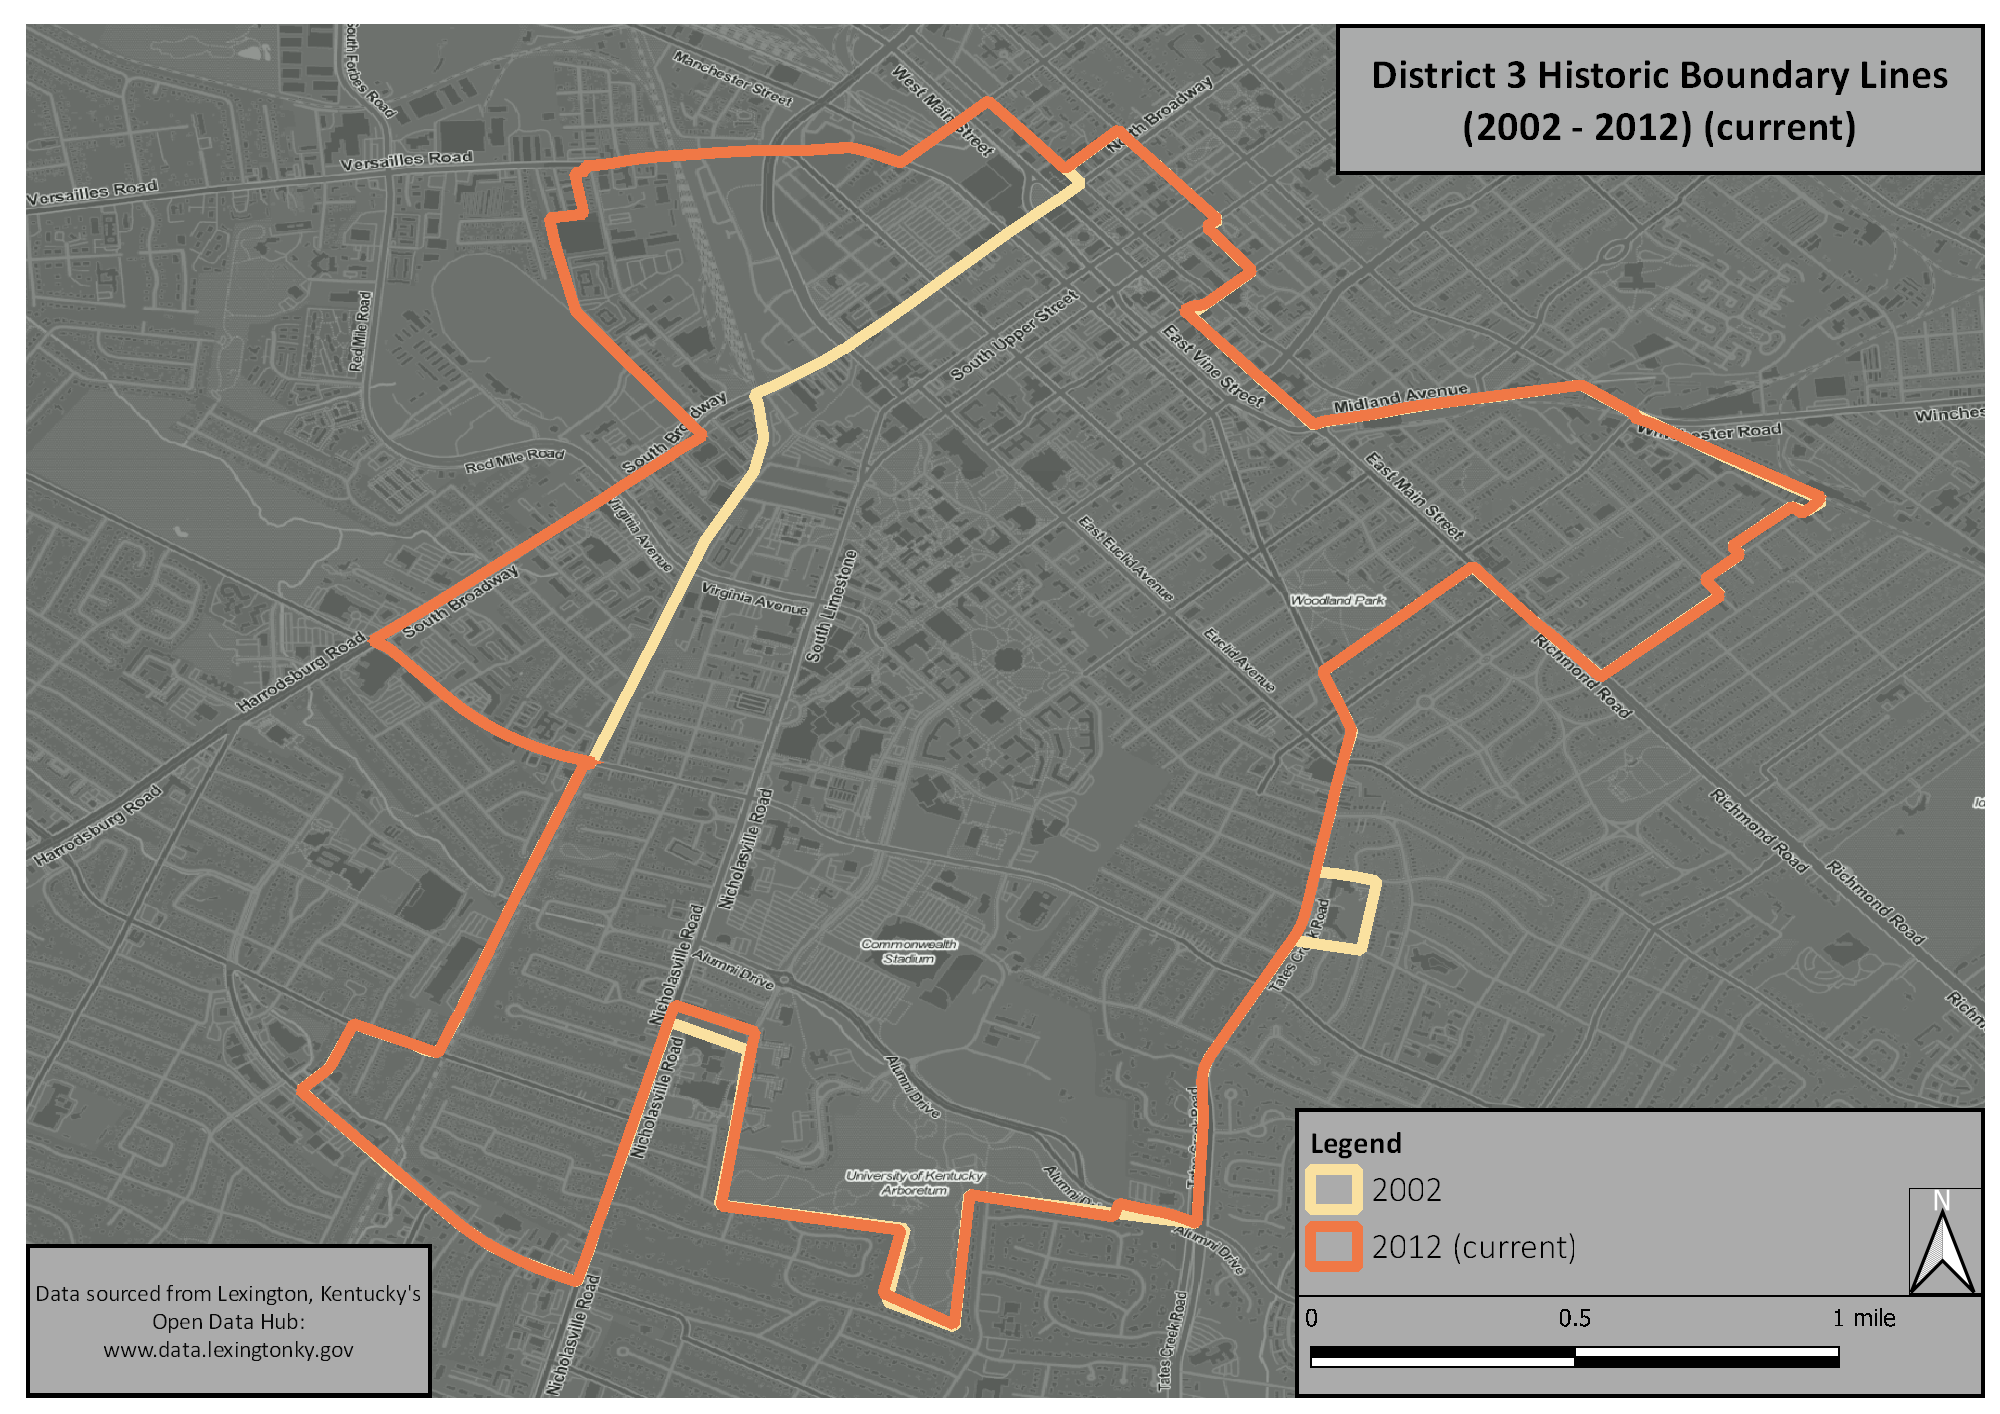 District 3 Historic Boundary Lines
(2002 - 2012) (current)
South Forbes Road
Manchester Street
West Main Street
North Broadway
Versailles Road
Versailles Road
Red Mile Road
South Upper Street
East Vine Street
Midland Avenue
Winchester Road
South Broadway
Red Mile Road
Virginia Avenue
East Main Street
East Euclid Avenue
Virginia Avenue
South Limestone
Woodland Park
South Broadway
Harrodsburg Road
Euclid Avenue
Richmond Road
Harrodsburg Road
Nicholasville Road
Richmond Road
Richmond Road
Nicholasville Road
Commonwealth
Stadium
Alumni Drive
Tates Creek Road
Nicholasville Road
Alumni Drive
University of Kentucky
Arboretum
Alumni Drive
Tates Creek Road
Alumni Drive
Nicholasville Road
Tates Creek Road
Legend
2002
2012 (current)
N
0 0.5 1 mile
Data sourced from Lexington, Kentucky's
Open Data Hub:
www.data.lexingtonky.gov